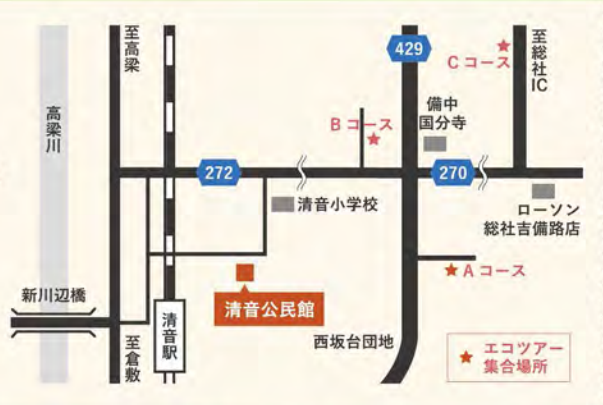 至高梁
429
至総社IC
Cコース
高梁川
備中
国分寺
Bコース
272
270
清音小学校
ローソン
総社吉備路店
Aコース
新川辺橋
清音公民館
清音駅
至倉敷
西坂台団地
エコツアー
集合場所